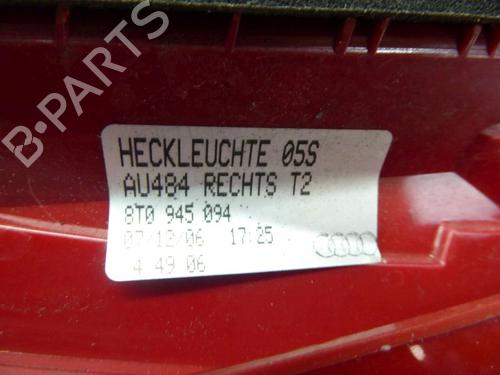 HECKLEUCHTE 05S
AU484 RECHTS T2
8T0 945 094
07/12/06 17:25
4 49 06
B-PARTS